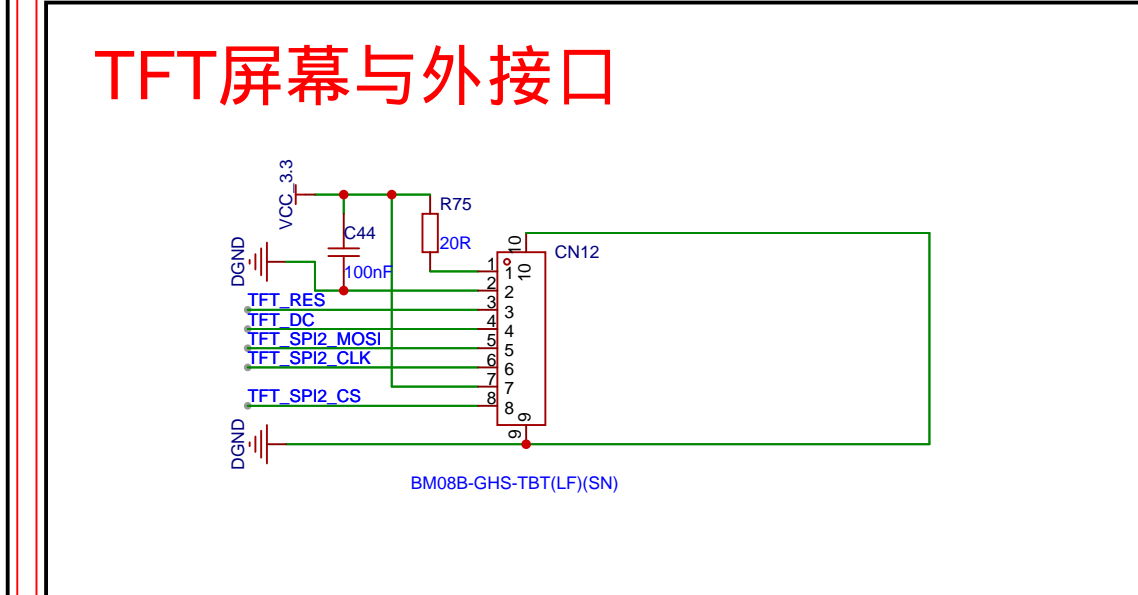 TFT屏幕与外接口
VCC_3.3
R75
C44
20R
10
CN12
DGND
100nF
1
1
10
2
2
TFT_RES
3
3
TFT_DC
4
4
TFT_SPI2_MOSI
5
5
TFT_SPI2_CLK
6
6
7
7
TFT_SPI2_CS
8
8
9
9
DGND
BM08B-GHS-TBT(LF)(SN)